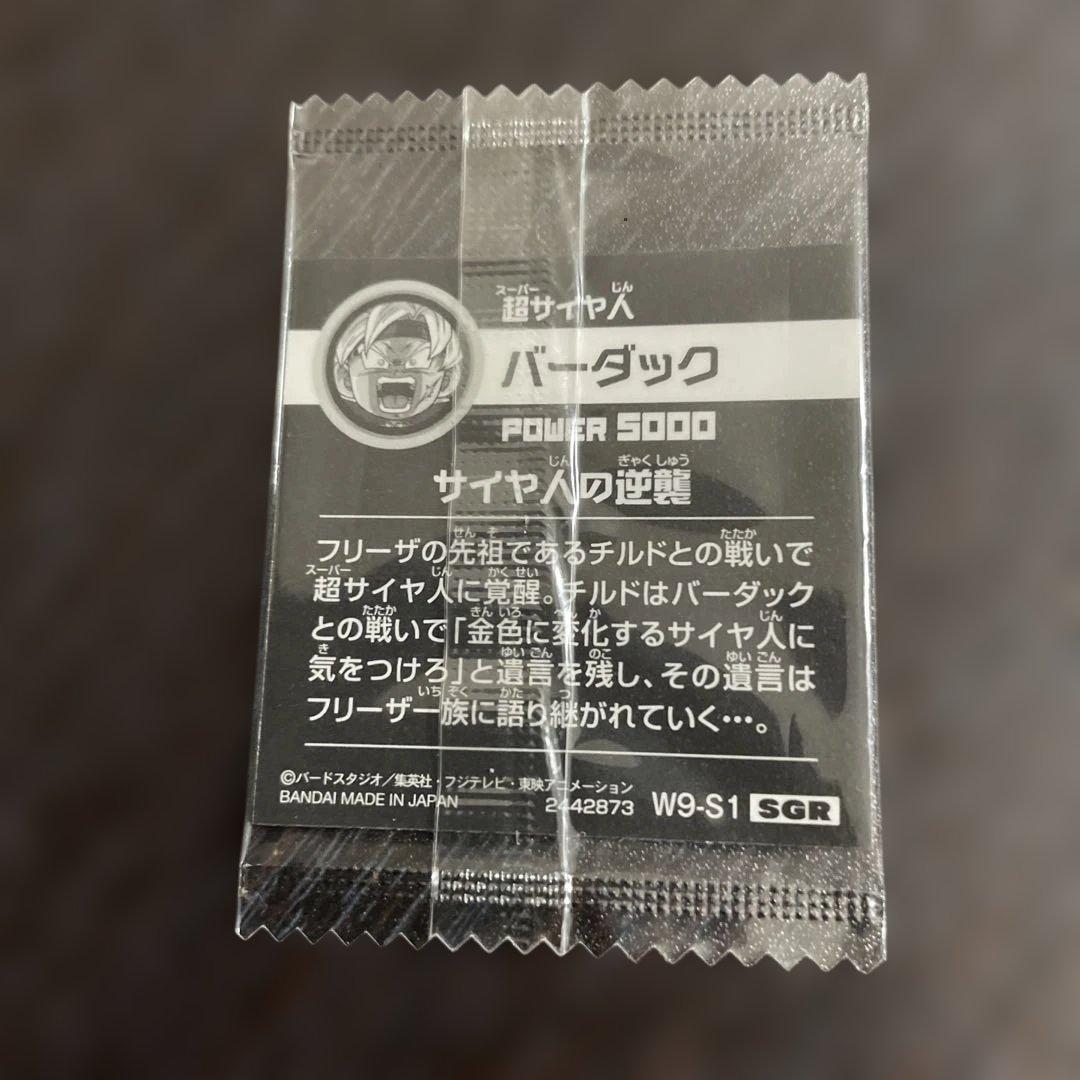 超サイヤ人
バーダック
POWER 5000
サイヤ人の逆襲
フリーザの先祖であるチルドとの戦いで
超サイヤ人に覚醒。チルドはバーダック
との戦いで「金色に変化するサイヤ人に
気をつけろ」と遺言を残し、その遺言は
フリーザ一族に語り継がれていく…。
©バードスタジオ/集英社・フジテレビ・東映アニメーション
BANDAI MADE IN JAPAN 2442873 W9-S1 SGR